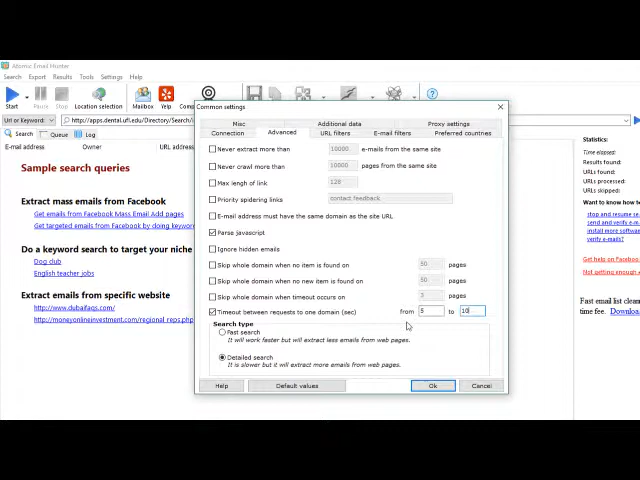 Atomic Email Hunter
Search Export Results Tools Settings Help
Start Pause Stop Location selection Mailbox Yelp
Url or Keyword http://apps.dental.ufl.edu/Directory/Search/
Search Queue Log
E-mail address Owner URL address
Sample search queries
Extract mass emails from Facebook
Get emails from Facebook Mass Email Add pages
Get targeted emails from Facebook by doing keyword
Do a keyword search to target your niche
Dog club
English teacher jobs
Extract emails from specific website
http://www.dubaifaqs.com/
http://moneyonlineinvestment.com/regional_reps.php
Common settings
Misc Additional data Proxy settings
Connection Advanced URL filters E-mail filters Preferred countries
Never extract more than 10000 e-mails from the same site
Never crawl more than 10000 pages from the same site
Max lengh of link 128
Priority spidering links contact feedback
E-mail address must have the same domain as the site URL
Parse javascript
Ignore hidden emails
Skip whole domain when no item is found on 50 pages
Skip whole domain when no new item is found on 50 pages
Skip whole domain when timeout occurs on 3 pages
Timeout between requests to one domain (sec) from 5 to 10
Search type
Fast search
It will work faster but will extract less emails from web pages.
Detailed search
It is slower but it will extract more emails from web pages.
Help Default values Ok Cancel
Statistics:
Time elapsed:
Results found:
URLs found:
URLs processed:
URLs skipped:
Want to know how to
stop and resume se
send and verify e-m
install more softwar
verify e-mails?
Get help on Faceboo
Not getting enough
Fast email list clean
time fee. Downloa